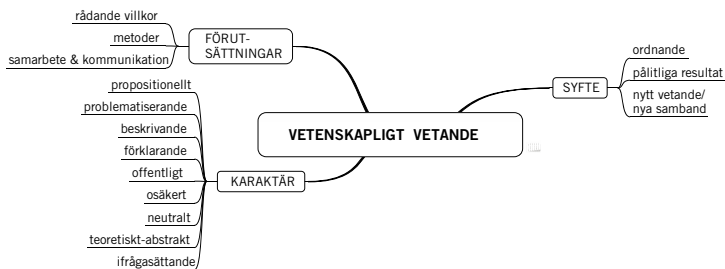 rådande villkor
metoder
samarbete & kommunikation
FÖRUT-
SÄTTNINGAR
propositionellt
problematiserande
beskrivande
förklarande
offentligt
osäkert
neutralt
teoretiskt-abstrakt
ifrågasättande
KARAKTÄR
VETENSKAPLIGT VETANDE
SYFTE
ordnande
pålitliga resultat
nytt vetande/
nya samband